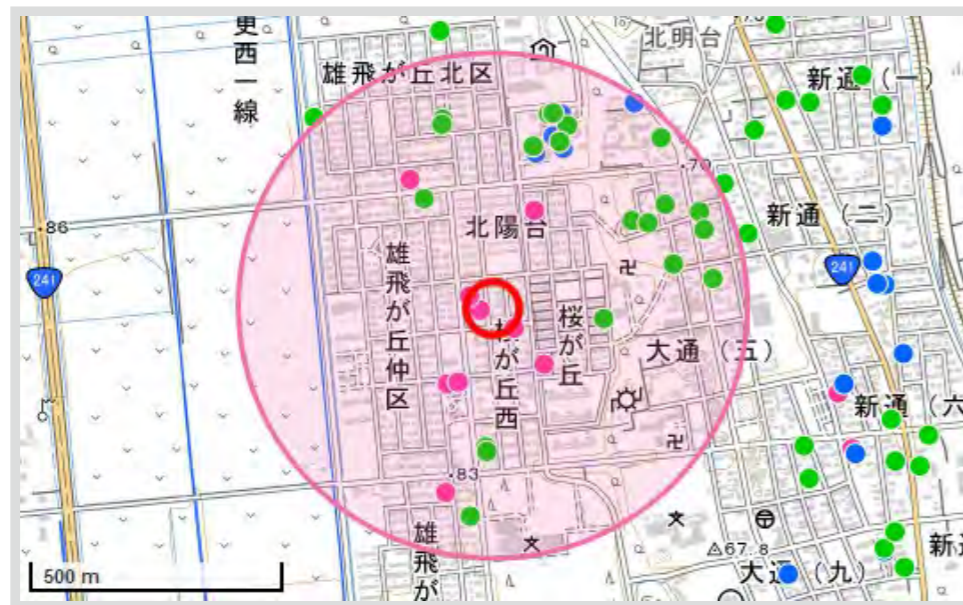 更西一線
雄飛が丘北区
北明台
新通（一）
・70
・86
北陽台
新通（二）
241
雄飛が丘仲区
241
桜が丘
が丘西
大通（五）
新通（六
・83
雄飛が
△67.8
大通（九）
新通
500 m